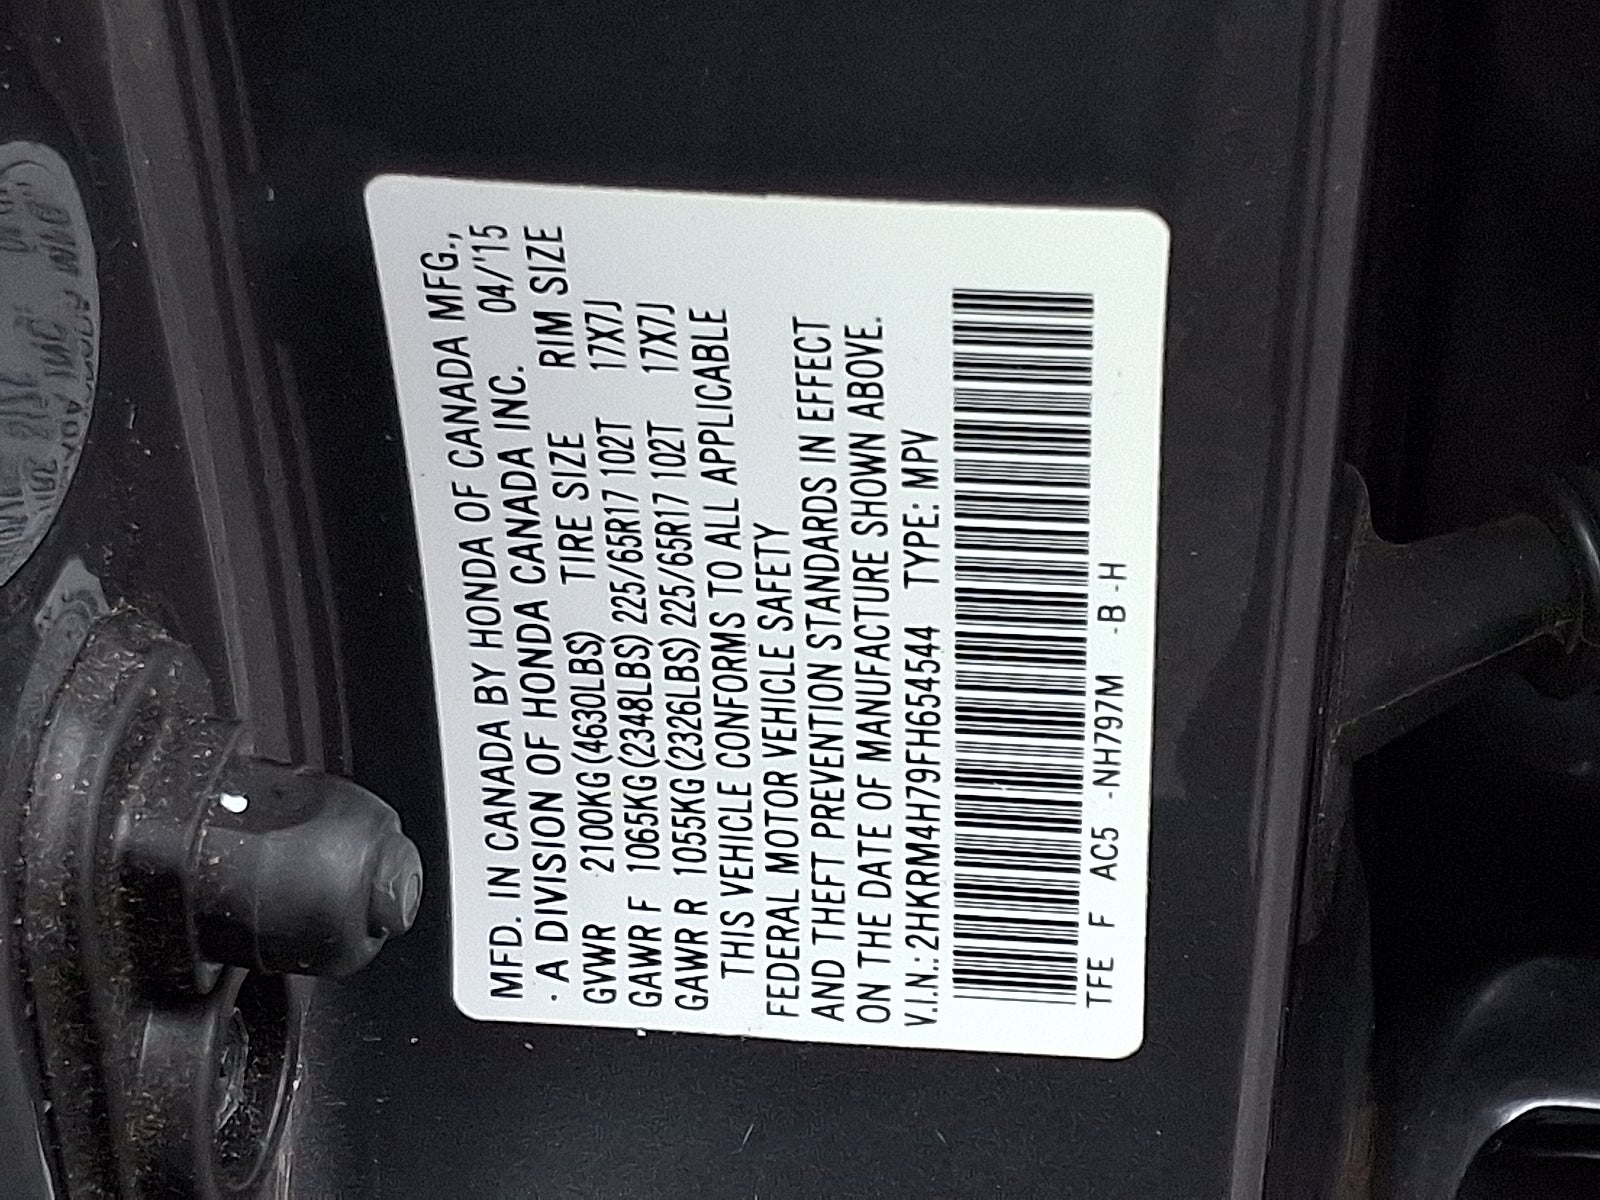 MFD. IN CANADA BY HONDA OF CANADA MFG.,
· A DIVISION OF HONDA CANADA INC. 04/'15
GVWR 2100KG (4630LBS) TIRE SIZE RIM SIZE
GAWR F 1065KG (2348LBS) 225/65R17 102T 17X7J
GAWR R 1055KG (2326LBS) 225/65R17 102T 17X7J
THIS VEHICLE CONFORMS TO ALL APPLICABLE
FEDERAL MOTOR VEHICLE SAFETY
AND THEFT PREVENTION STANDARDS IN EFFECT
ON THE DATE OF MANUFACTURE SHOWN ABOVE.
V.I.N.: 2HKRM4H79FH654544 TYPE: MPV
TFE F AC5 -NH797M -B -H